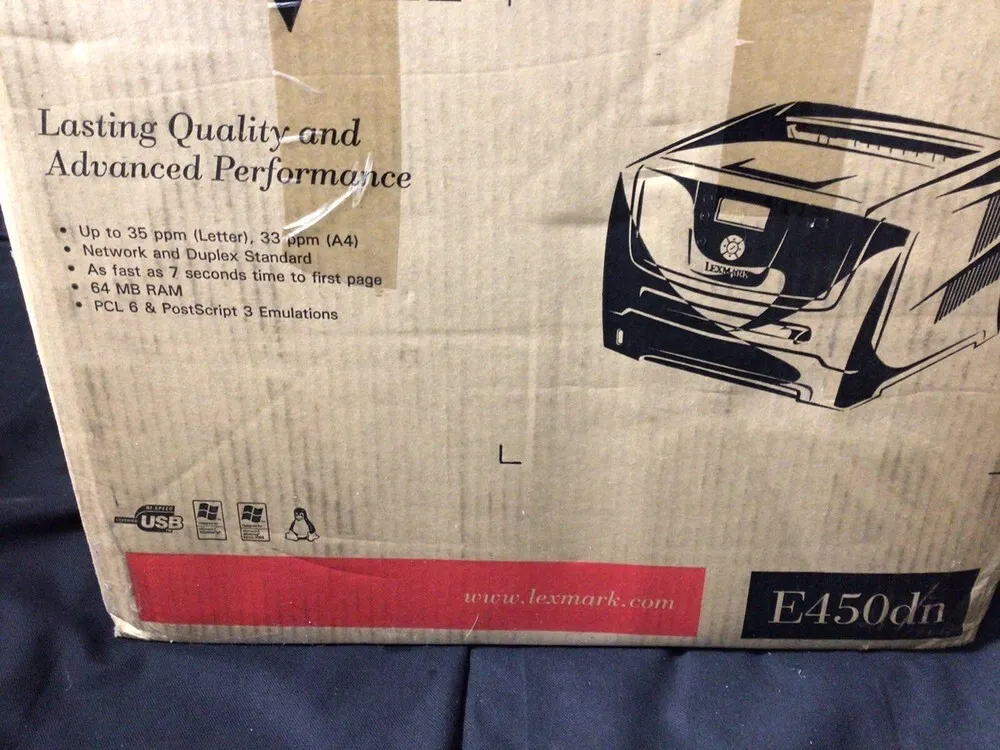 Lasting Quality and
Advanced Performance
• Up to 35 ppm (Letter), 33 ppm (A4)
• Network and Duplex Standard
• As fast as 7 seconds time to first page
• 64 MB RAM
• PCL 6 & PostScript 3 Emulations
LEXMARK
HI-SPEED
USB
www.lexmark.com
E450dn